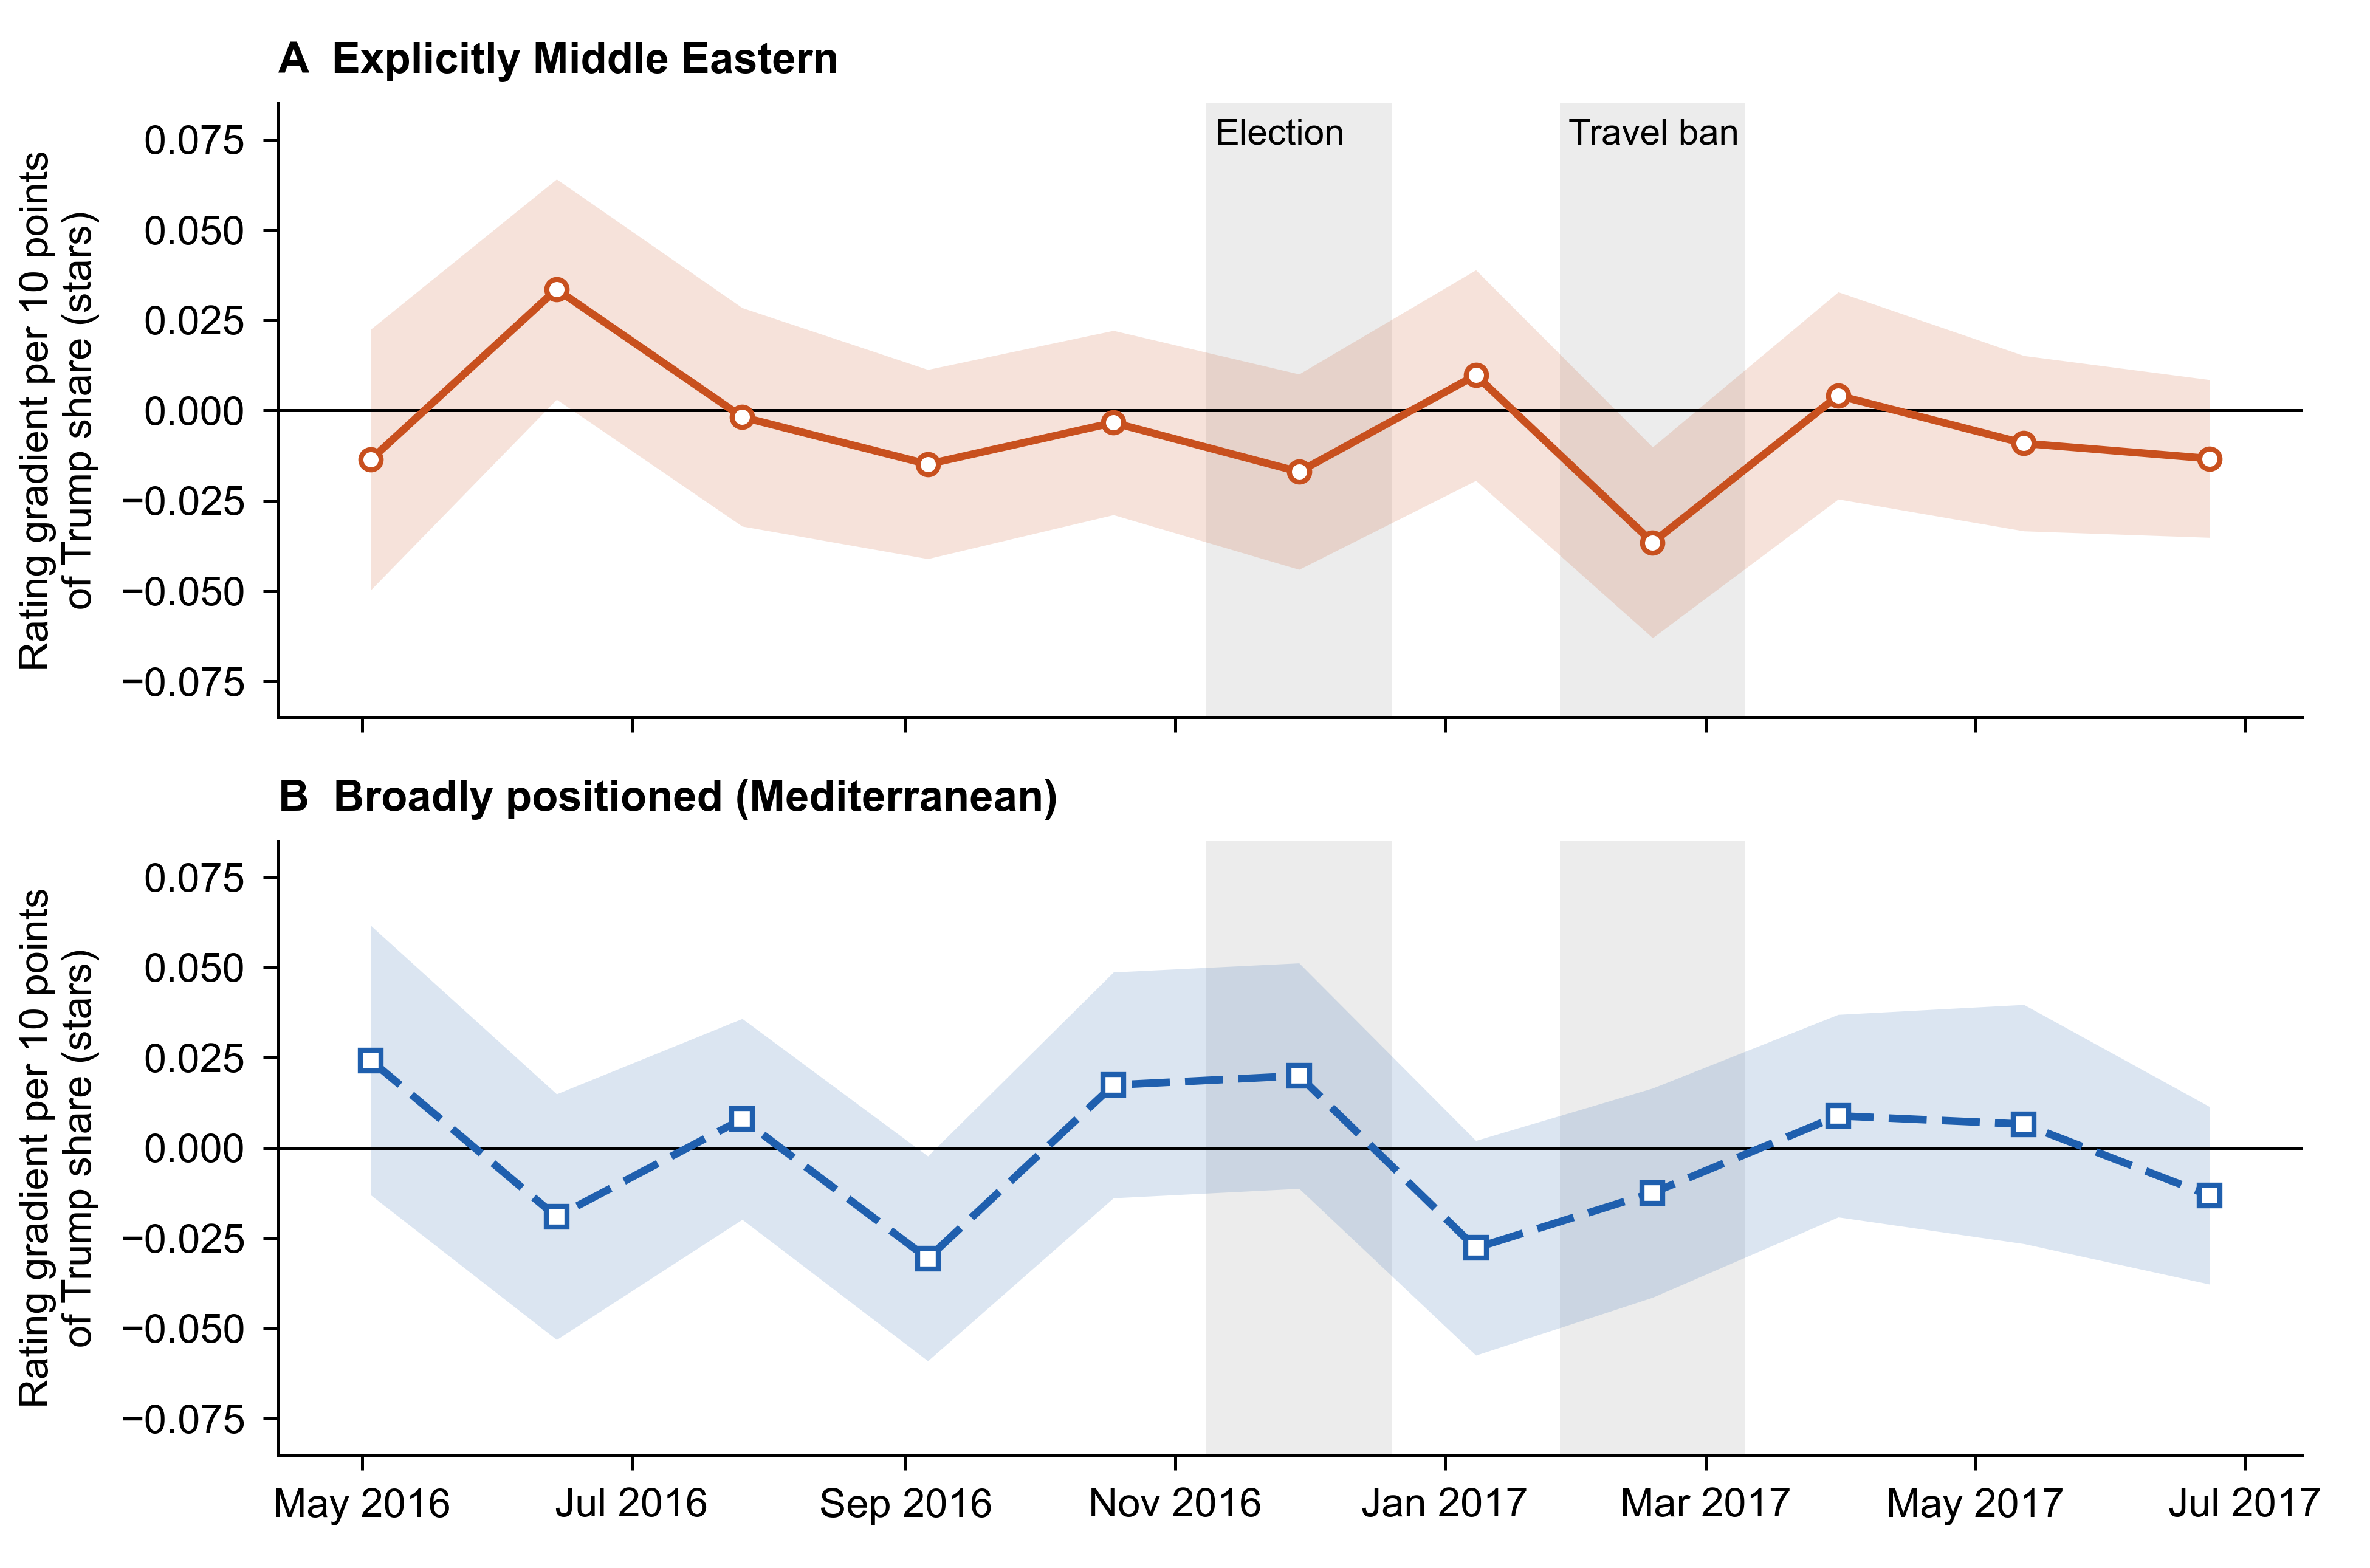 A Explicitly Middle Eastern
Rating gradient per 10 points
of Trump share (stars)
0.075
0.050
0.025
0.000
−0.025
−0.050
−0.075
Election
Travel ban
B Broadly positioned (Mediterranean)
Rating gradient per 10 points
of Trump share (stars)
0.075
0.050
0.025
0.000
−0.025
−0.050
−0.075
May 2016 Jul 2016 Sep 2016 Nov 2016 Jan 2017 Mar 2017 May 2017 Jul 2017